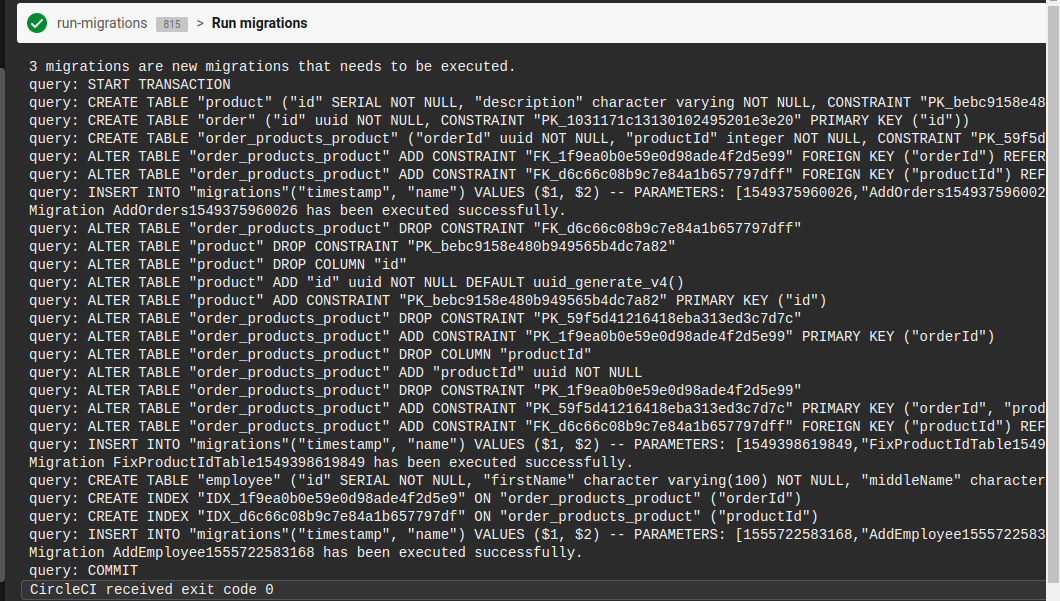 run-migrations 815 > Run migrations
3 migrations are new migrations that needs to be executed.
query: START TRANSACTION
query: CREATE TABLE "product" ("id" SERIAL NOT NULL, "description" character varying NOT NULL, CONSTRAINT "PK_bebc9158e48
query: CREATE TABLE "order" ("id" uuid NOT NULL, CONSTRAINT "PK_1031171c13130102495201e3e20" PRIMARY KEY ("id"))
query: CREATE TABLE "order_products_product" ("orderId" uuid NOT NULL, "productId" integer NOT NULL, CONSTRAINT "PK_59f5d
query: ALTER TABLE "order_products_product" ADD CONSTRAINT "FK_1f9ea0b0e59e0d98ade4f2d5e99" FOREIGN KEY ("orderId") REFER
query: ALTER TABLE "order_products_product" ADD CONSTRAINT "FK_d6c66c08b9c7e84a1b657797dff" FOREIGN KEY ("productId") REF
query: INSERT INTO "migrations"("timestamp", "name") VALUES ($1, $2) -- PARAMETERS: [1549375960026,"AddOrders154937596002
Migration AddOrders1549375960026 has been executed successfully.
query: ALTER TABLE "order_products_product" DROP CONSTRAINT "FK_d6c66c08b9c7e84a1b657797dff"
query: ALTER TABLE "product" DROP CONSTRAINT "PK_bebc9158e480b949565b4dc7a82"
query: ALTER TABLE "product" DROP COLUMN "id"
query: ALTER TABLE "product" ADD "id" uuid NOT NULL DEFAULT uuid_generate_v4()
query: ALTER TABLE "product" ADD CONSTRAINT "PK_bebc9158e480b949565b4dc7a82" PRIMARY KEY ("id")
query: ALTER TABLE "order_products_product" DROP CONSTRAINT "PK_59f5d41216418eba313ed3c7d7c"
query: ALTER TABLE "order_products_product" ADD CONSTRAINT "PK_1f9ea0b0e59e0d98ade4f2d5e99" PRIMARY KEY ("orderId")
query: ALTER TABLE "order_products_product" DROP COLUMN "productId"
query: ALTER TABLE "order_products_product" ADD "productId" uuid NOT NULL
query: ALTER TABLE "order_products_product" DROP CONSTRAINT "PK_1f9ea0b0e59e0d98ade4f2d5e99"
query: ALTER TABLE "order_products_product" ADD CONSTRAINT "PK_59f5d41216418eba313ed3c7d7c" PRIMARY KEY ("orderId", "prod
query: ALTER TABLE "order_products_product" ADD CONSTRAINT "FK_d6c66c08b9c7e84a1b657797dff" FOREIGN KEY ("productId") REF
query: INSERT INTO "migrations"("timestamp", "name") VALUES ($1, $2) -- PARAMETERS: [1549398619849,"FixProductIdTable1549
Migration FixProductIdTable1549398619849 has been executed successfully.
query: CREATE TABLE "employee" ("id" SERIAL NOT NULL, "firstName" character varying(100) NOT NULL, "middleName" character
query: CREATE INDEX "IDX_1f9ea0b0e59e0d98ade4f2d5e9" ON "order_products_product" ("orderId")
query: CREATE INDEX "IDX_d6c66c08b9c7e84a1b657797df" ON "order_products_product" ("productId")
query: INSERT INTO "migrations"("timestamp", "name") VALUES ($1, $2) -- PARAMETERS: [1555722583168,"AddEmployee1555722583
Migration AddEmployee1555722583168 has been executed successfully.
query: COMMIT
CircleCI received exit code 0